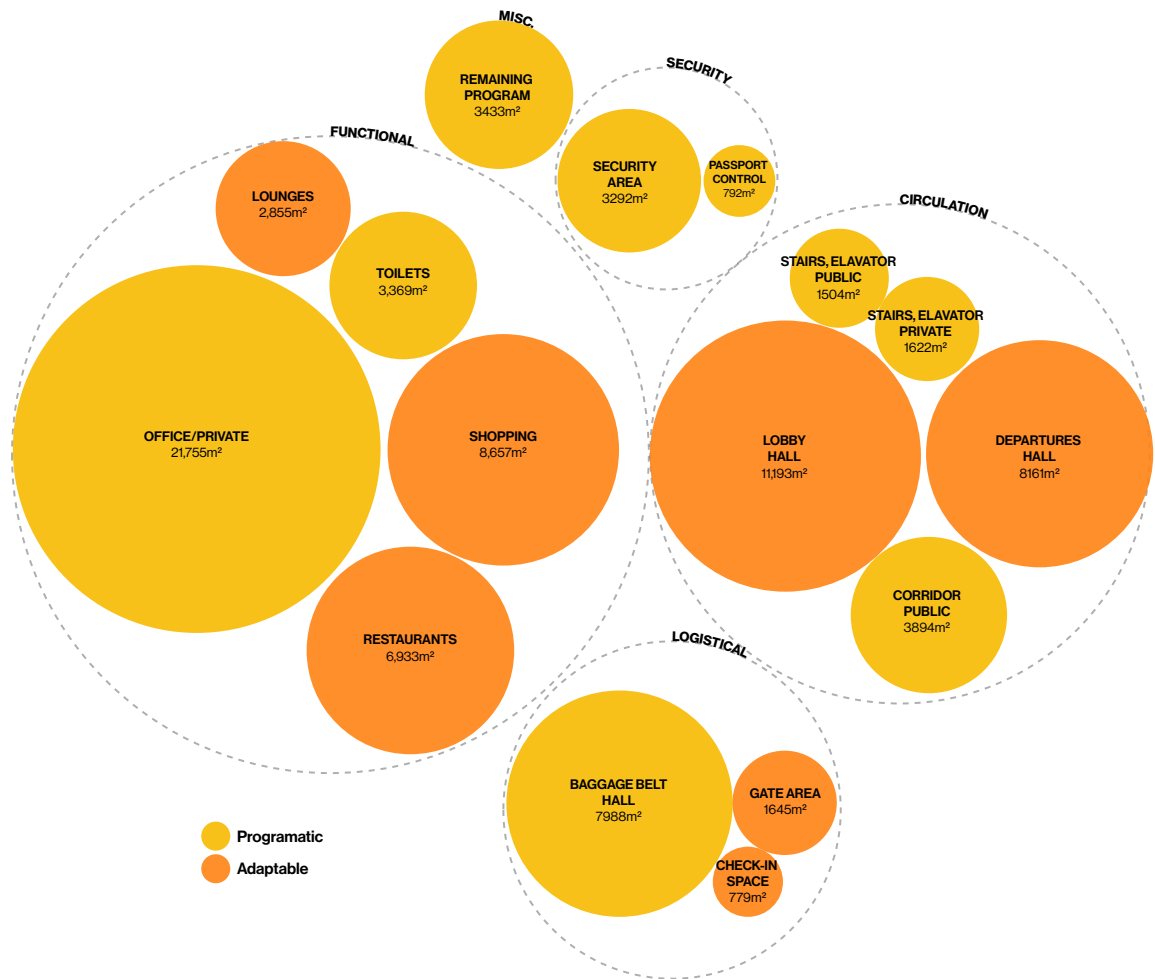 MISC.
REMAINING
PROGRAM
3433m²
SECURITY
SECURITY
AREA
3292m²
PASSPORT
CONTROL
792m²
FUNCTIONAL
LOUNGES
2,855m²
TOILETS
3,369m²
OFFICE/PRIVATE
21,755m²
SHOPPING
8,657m²
RESTAURANTS
6,933m²
CIRCULATION
STAIRS, ELAVATOR
PUBLIC
1504m²
STAIRS, ELAVATOR
PRIVATE
1622m²
LOBBY
HALL
11,193m²
DEPARTURES
HALL
8161m²
CORRIDOR
PUBLIC
3894m²
LOGISTICAL
BAGGAGE BELT
HALL
7988m²
GATE AREA
1645m²
CHECK-IN
SPACE
779m²
Programatic
Adaptable